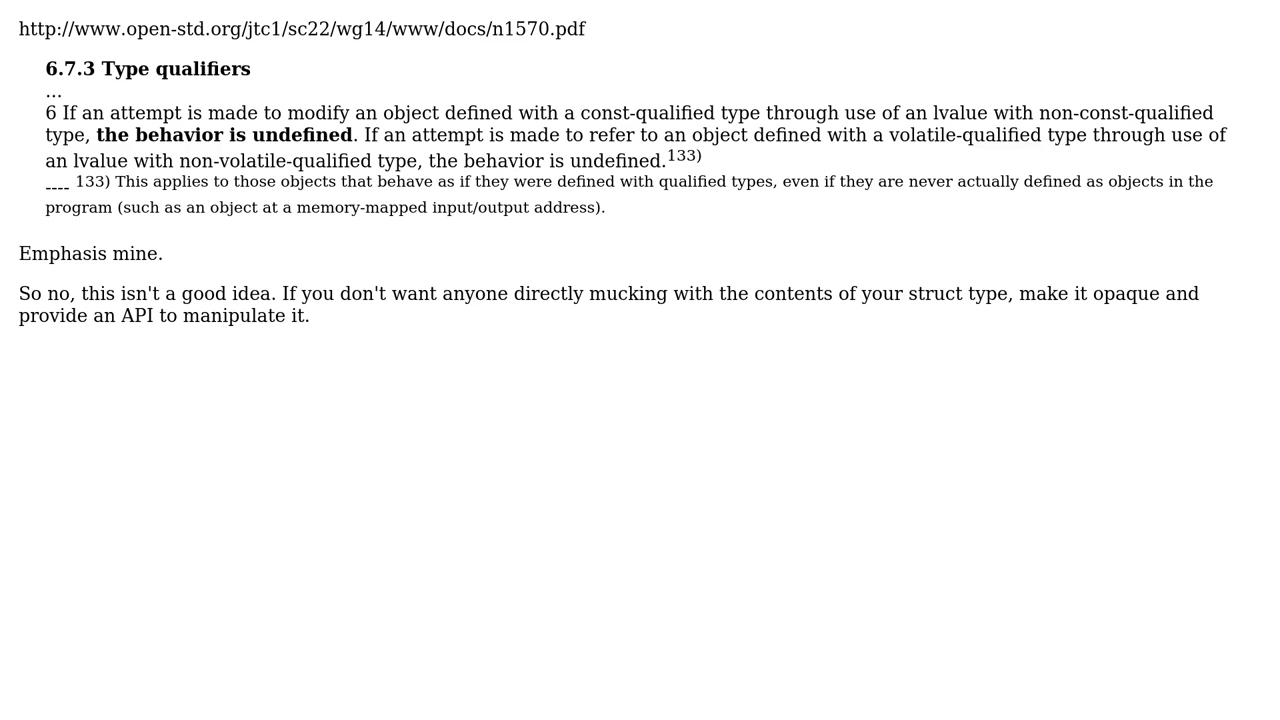 http://www.open-std.org/jtc1/sc22/wg14/www/docs/n1570.pdf
6.7.3 Type qualifiers
...
6 If an attempt is made to modify an object defined with a const-qualified type through use of an lvalue with non-const-qualified
type, the behavior is undefined. If an attempt is made to refer to an object defined with a volatile-qualified type through use of
an lvalue with non-volatile-qualified type, the behavior is undefined.133)
---- 133) This applies to those objects that behave as if they were defined with qualified types, even if they are never actually defined as objects in the
program (such as an object at a memory-mapped input/output address).
Emphasis mine.
So no, this isn't a good idea. If you don't want anyone directly mucking with the contents of your struct type, make it opaque and
provide an API to manipulate it.